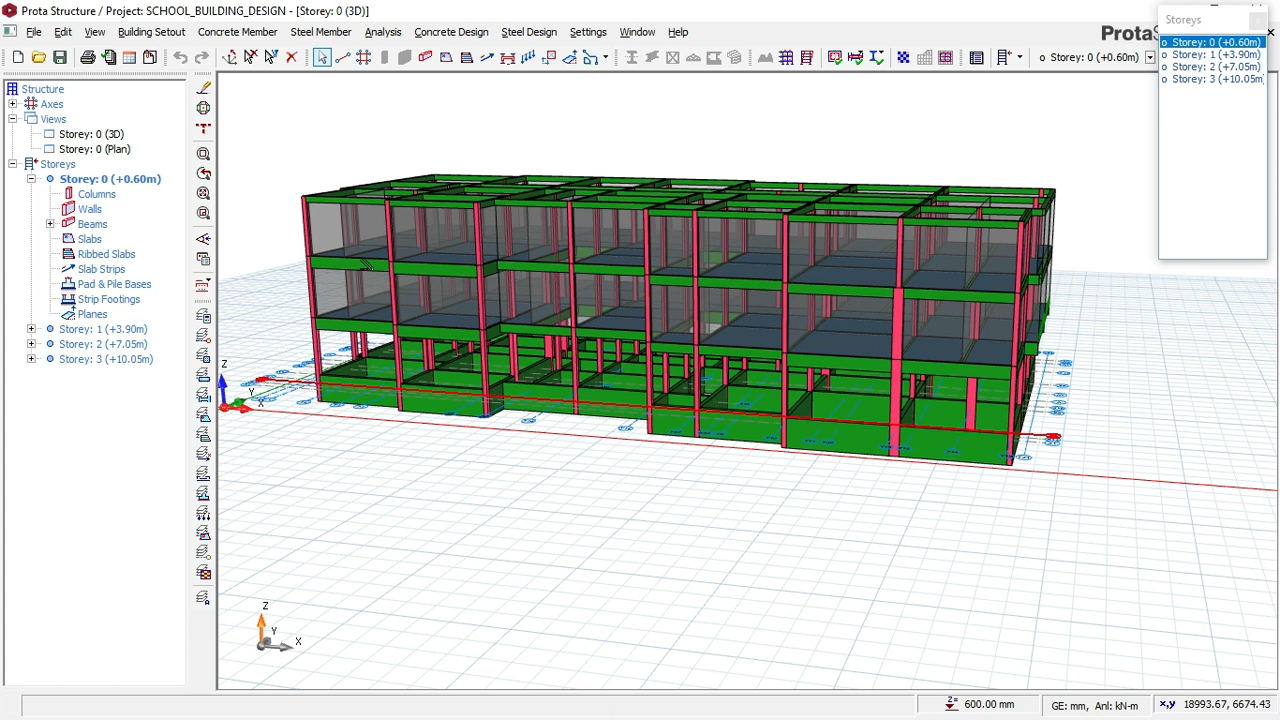 Prota Structure / Project: SCHOOL_BUILDING_DESIGN - [Storey: 0 (3D)]
File Edit View Building Setout Concrete Member Steel Member Analysis Concrete Design Steel Design Settings Window Help
Storeys
Storey: 0 (+0.60m)
Storey: 1 (+3.90m)
Storey: 2 (+7.05m)
Storey: 3 (+10.05m
Storey: 0 (+0.60m)
Structure
Axes
Views
Storey: 0 (3D)
Storey: 0 (Plan)
Storeys
Storey: 0 (+0.60m)
Columns
Walls
Beams
Slabs
Ribbed Slabs
Slab Strips
Pad & Pile Bases
Strip Footings
Planes
Storey: 1 (+3.90m)
Storey: 2 (+7.05m)
Storey: 3 (+10.05m)
Z
Y
X
Z
Y
X
Z= 600.00 mm
GE: mm, Anl: kN-m
x,y 18993.67, 6674.43